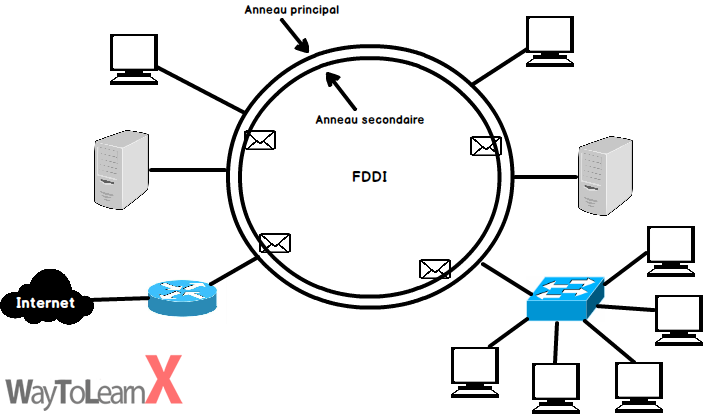 Anneau principal
Anneau secondaire
FDDI
Internet
WayToLearnX